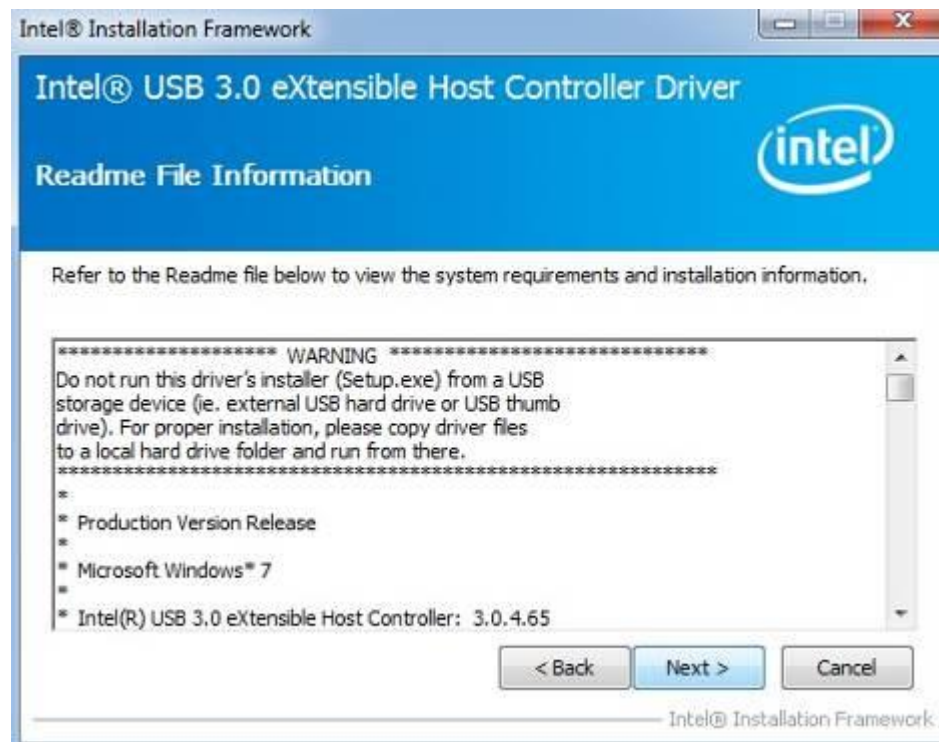 Intel® Installation Framework
Intel® USB 3.0 eXtensible Host Controller Driver
intel
Readme File Information
Refer to the Readme file below to view the system requirements and installation information.
******************** WARNING *****************************
Do not run this driver's installer (Setup.exe) from a USB
storage device (ie. external USB hard drive or USB thumb
drive). For proper installation, please copy driver files
to a local hard drive folder and run from there.
************************************************************
*
* Production Version Release
*
* Microsoft Windows* 7
*
* Intel(R) USB 3.0 eXtensible Host Controller: 3.0.4.65
< Back Next > Cancel
Intel® Installation Framework